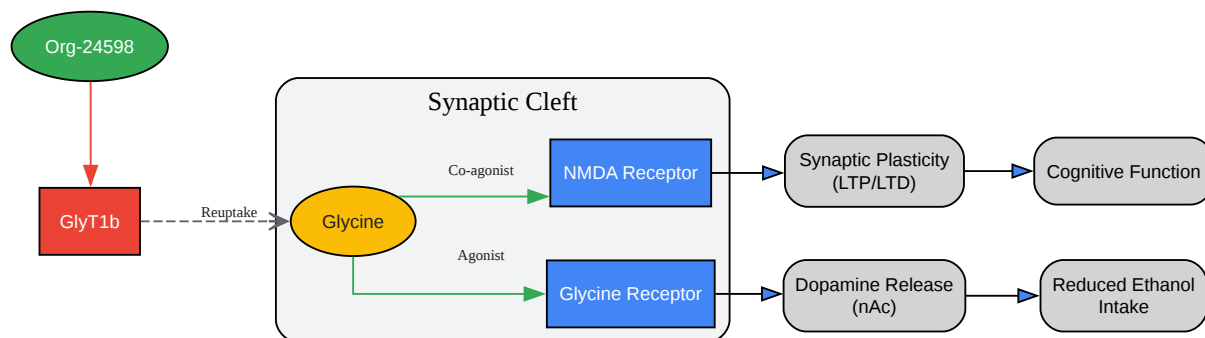 Org-24598
Synaptic Cleft
Co-agonist
NMDA Receptor
Synaptic Plasticity
(LTP/LTD)
Cognitive Function
GlyT1b
Reuptake
Glycine
Agonist
Glycine Receptor
Dopamine Release
(nAc)
Reduced Ethanol
Intake